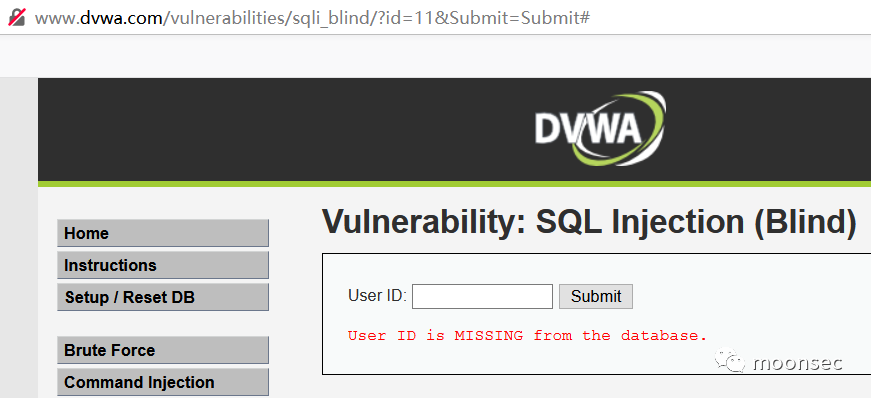 www.dvwa.com/vulnerabilities/sqli_blind/?id=11&Submit=Submit#
DVWA
Vulnerability: SQL Injection (Blind)
Home
Instructions
Setup / Reset DB
Brute Force
Command Injection
User ID:
Submit
User ID is MISSING from the database.
moonsec